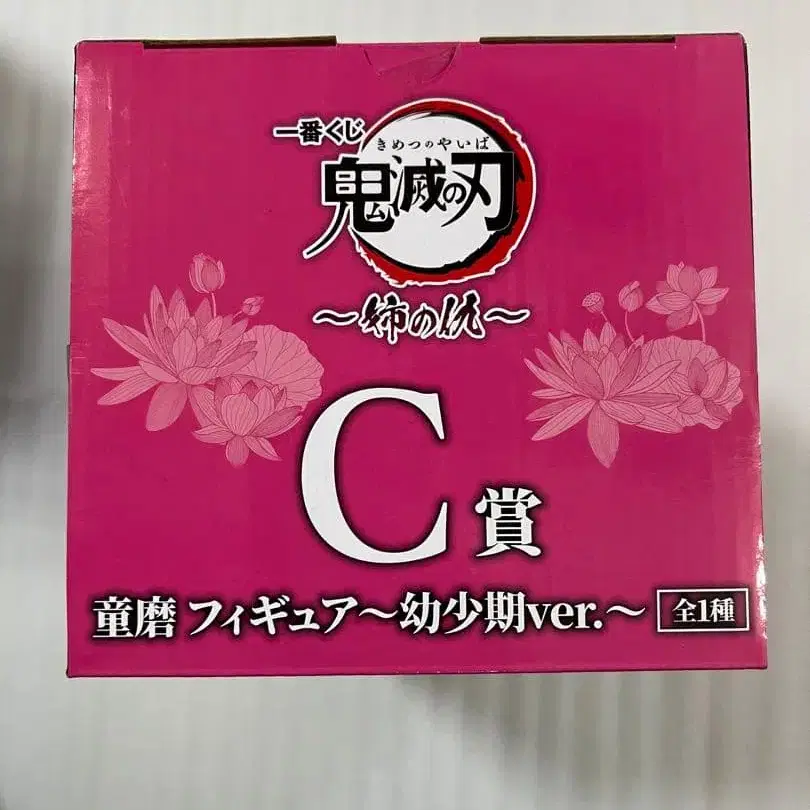 一番くじ
きめつのやいば
鬼滅の刃
～姉の仇～
C賞
童磨 フィギュア～幼少期ver.～ 全1種